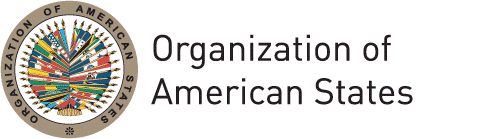 ORGANIZATION OF AMERICAN STATES
Organization of
American States